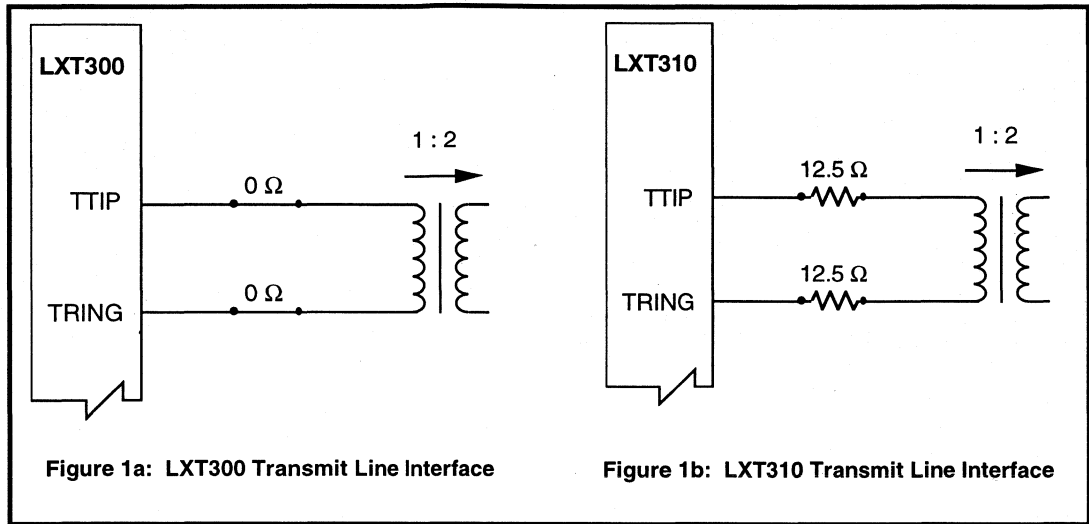 LXT300
TTIP
TRING
0 Ω
0 Ω
1 : 2
Figure 1a: LXT300 Transmit Line Interface
LXT310
TTIP
TRING
12.5 Ω
12.5 Ω
1 : 2
Figure 1b: LXT310 Transmit Line Interface